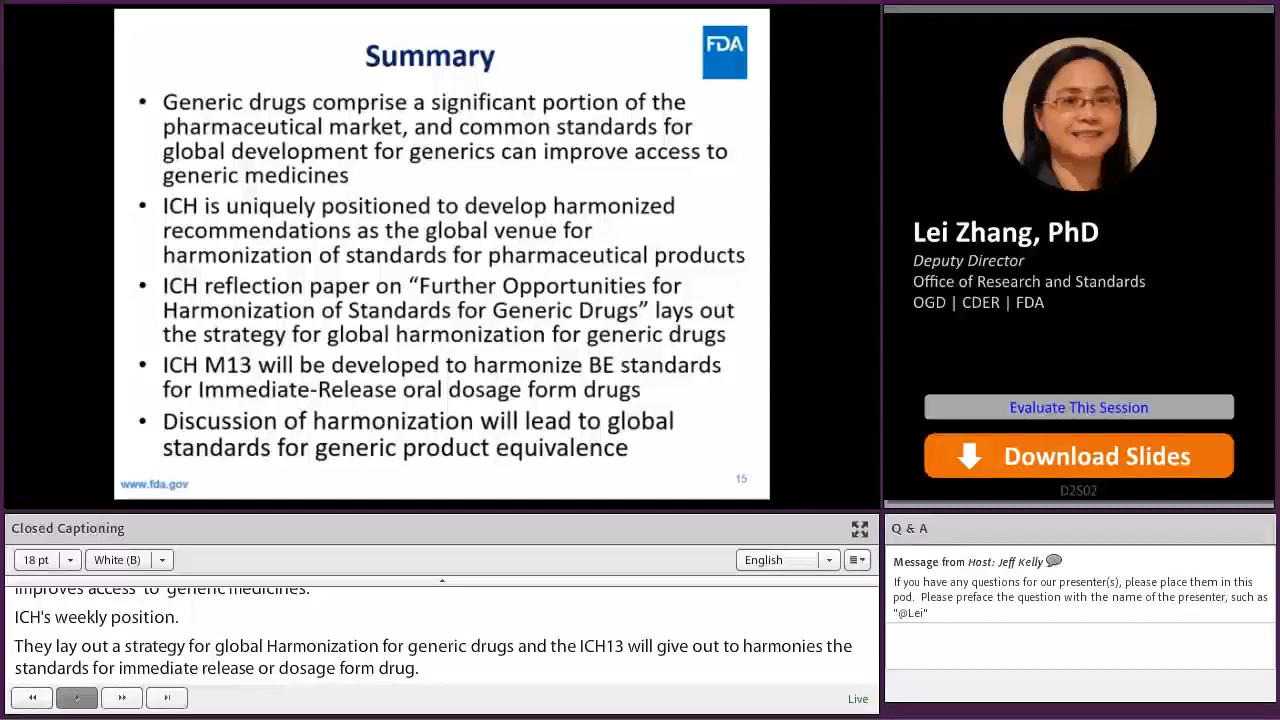 Summary
FDA
• Generic drugs comprise a significant portion of the
pharmaceutical market, and common standards for
global development for generics can improve access to
generic medicines
• ICH is uniquely positioned to develop harmonized
recommendations as the global venue for
harmonization of standards for pharmaceutical products
• ICH reflection paper on “Further Opportunities for
Harmonization of Standards for Generic Drugs” lays out
the strategy for global harmonization for generic drugs
• ICH M13 will be developed to harmonize BE standards
for Immediate-Release oral dosage form drugs
• Discussion of harmonization will lead to global
standards for generic product equivalence
www.fda.gov
15
Lei Zhang, PhD
Deputy Director
Office of Research and Standards
OGD | CDER | FDA
Evaluate This Session
Download Slides
D2S02
Closed Captioning
18 pt
White (B)
English
improves access to generic medicines.
ICH's weekly position.
They lay out a strategy for global Harmonization for generic drugs and the ICH13 will give out to harmonies the
standards for immediate release or dosage form drug.
Live
Q & A
Message from Host: Jeff Kelly
If you have any questions for our presenter(s), please place them in this
pod. Please preface the question with the name of the presenter, such as
"@Lei"